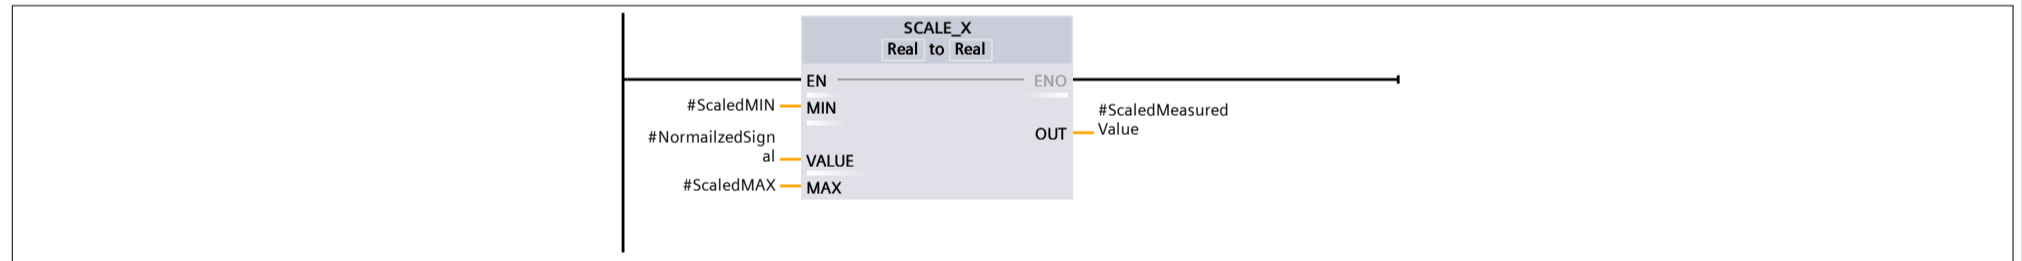 SCALE_X
Real to Real
EN
ENO
#ScaledMIN
MIN
#ScaledMeasured
Value
OUT
#NormailzedSign
al
VALUE
#ScaledMAX
MAX